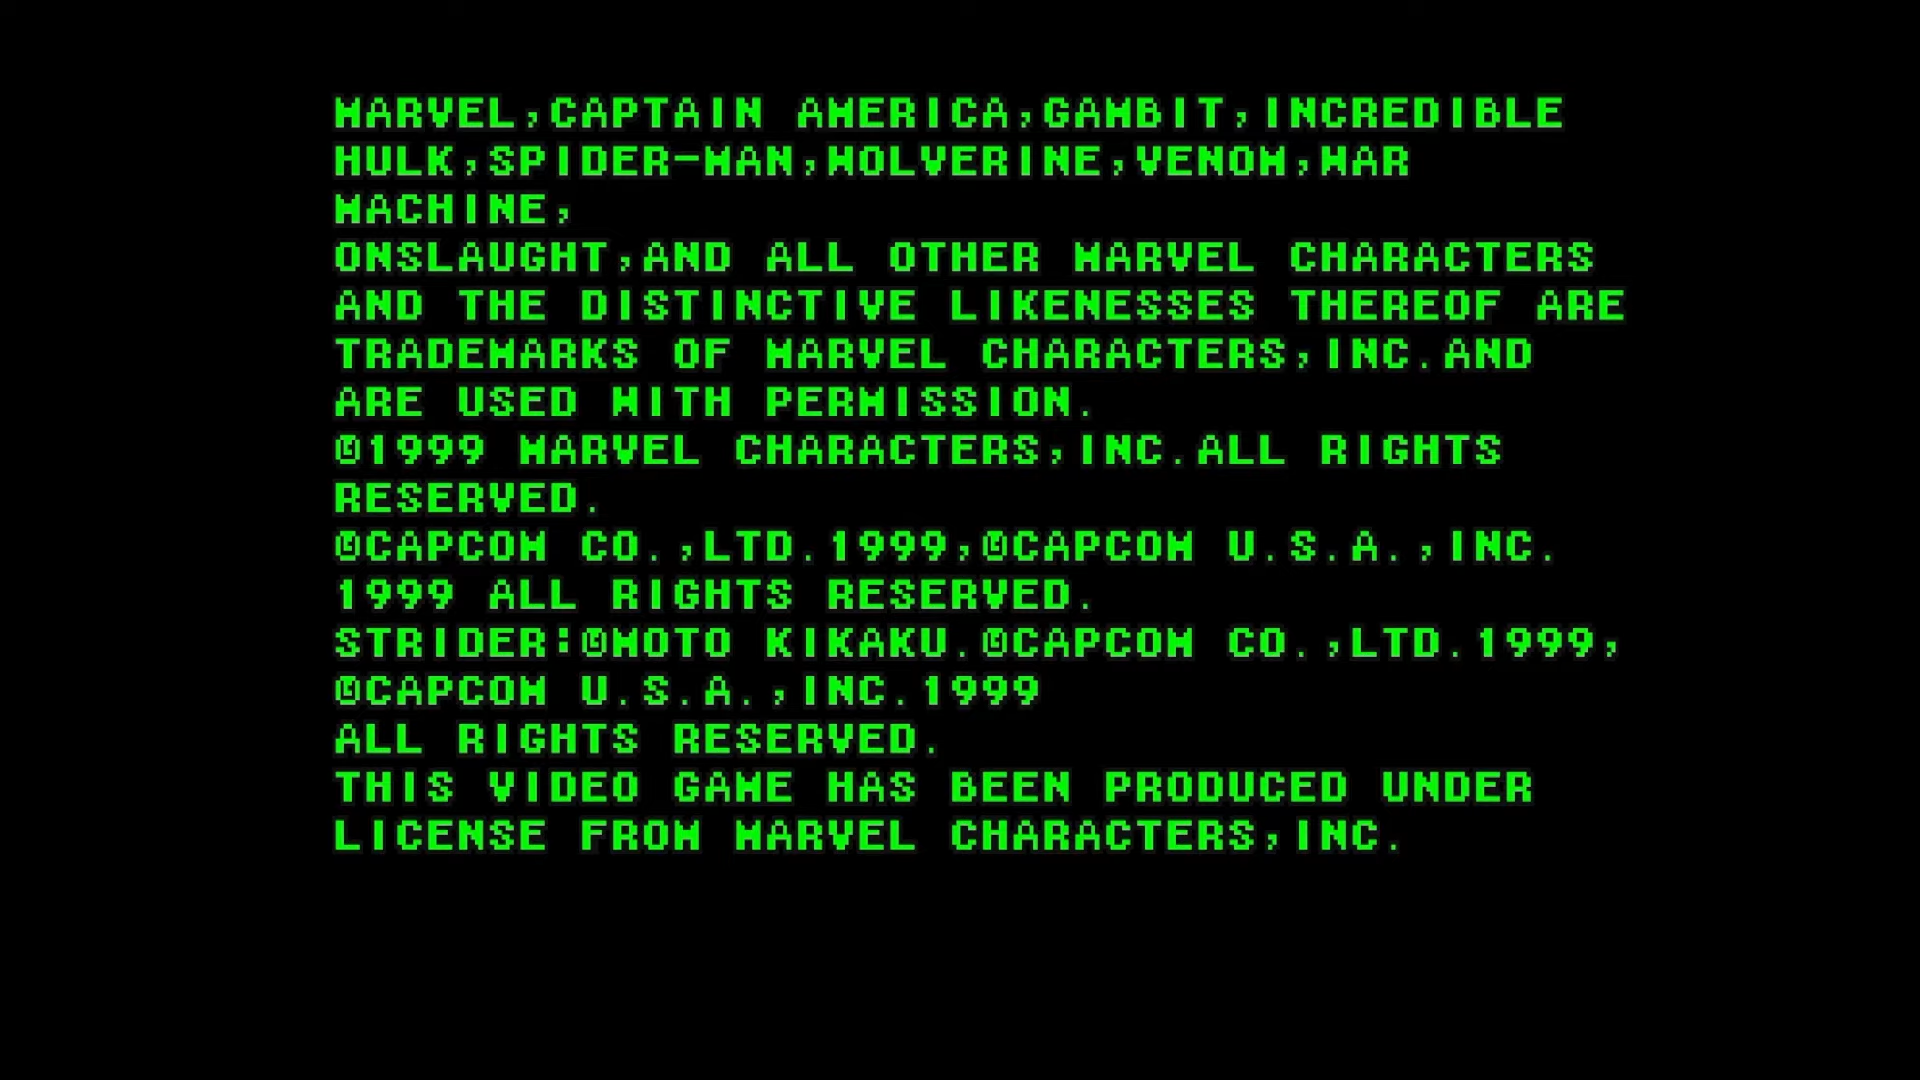 MARVEL,CAPTAIN AMERICA,GAMBIT,INCREDIBLE
HULK,SPIDER-MAN,WOLVERINE,VENOM,WAR
MACHINE,
ONSLAUGHT,AND ALL OTHER MARVEL CHARACTERS
AND THE DISTINCTIVE LIKENESSES THEREOF ARE
TRADEMARKS OF MARVEL CHARACTERS,INC.AND
ARE USED WITH PERMISSION.
©1999 MARVEL CHARACTERS,INC.ALL RIGHTS
RESERVED.
©CAPCOM CO.,LTD.1999,©CAPCOM U.S.A.,INC.
1999 ALL RIGHTS RESERVED.
STRIDER:©MOTO KIKAKU.©CAPCOM CO.,LTD.1999,
©CAPCOM U.S.A.,INC.1999
ALL RIGHTS RESERVED.
THIS VIDEO GAME HAS BEEN PRODUCED UNDER
LICENSE FROM MARVEL CHARACTERS,INC.